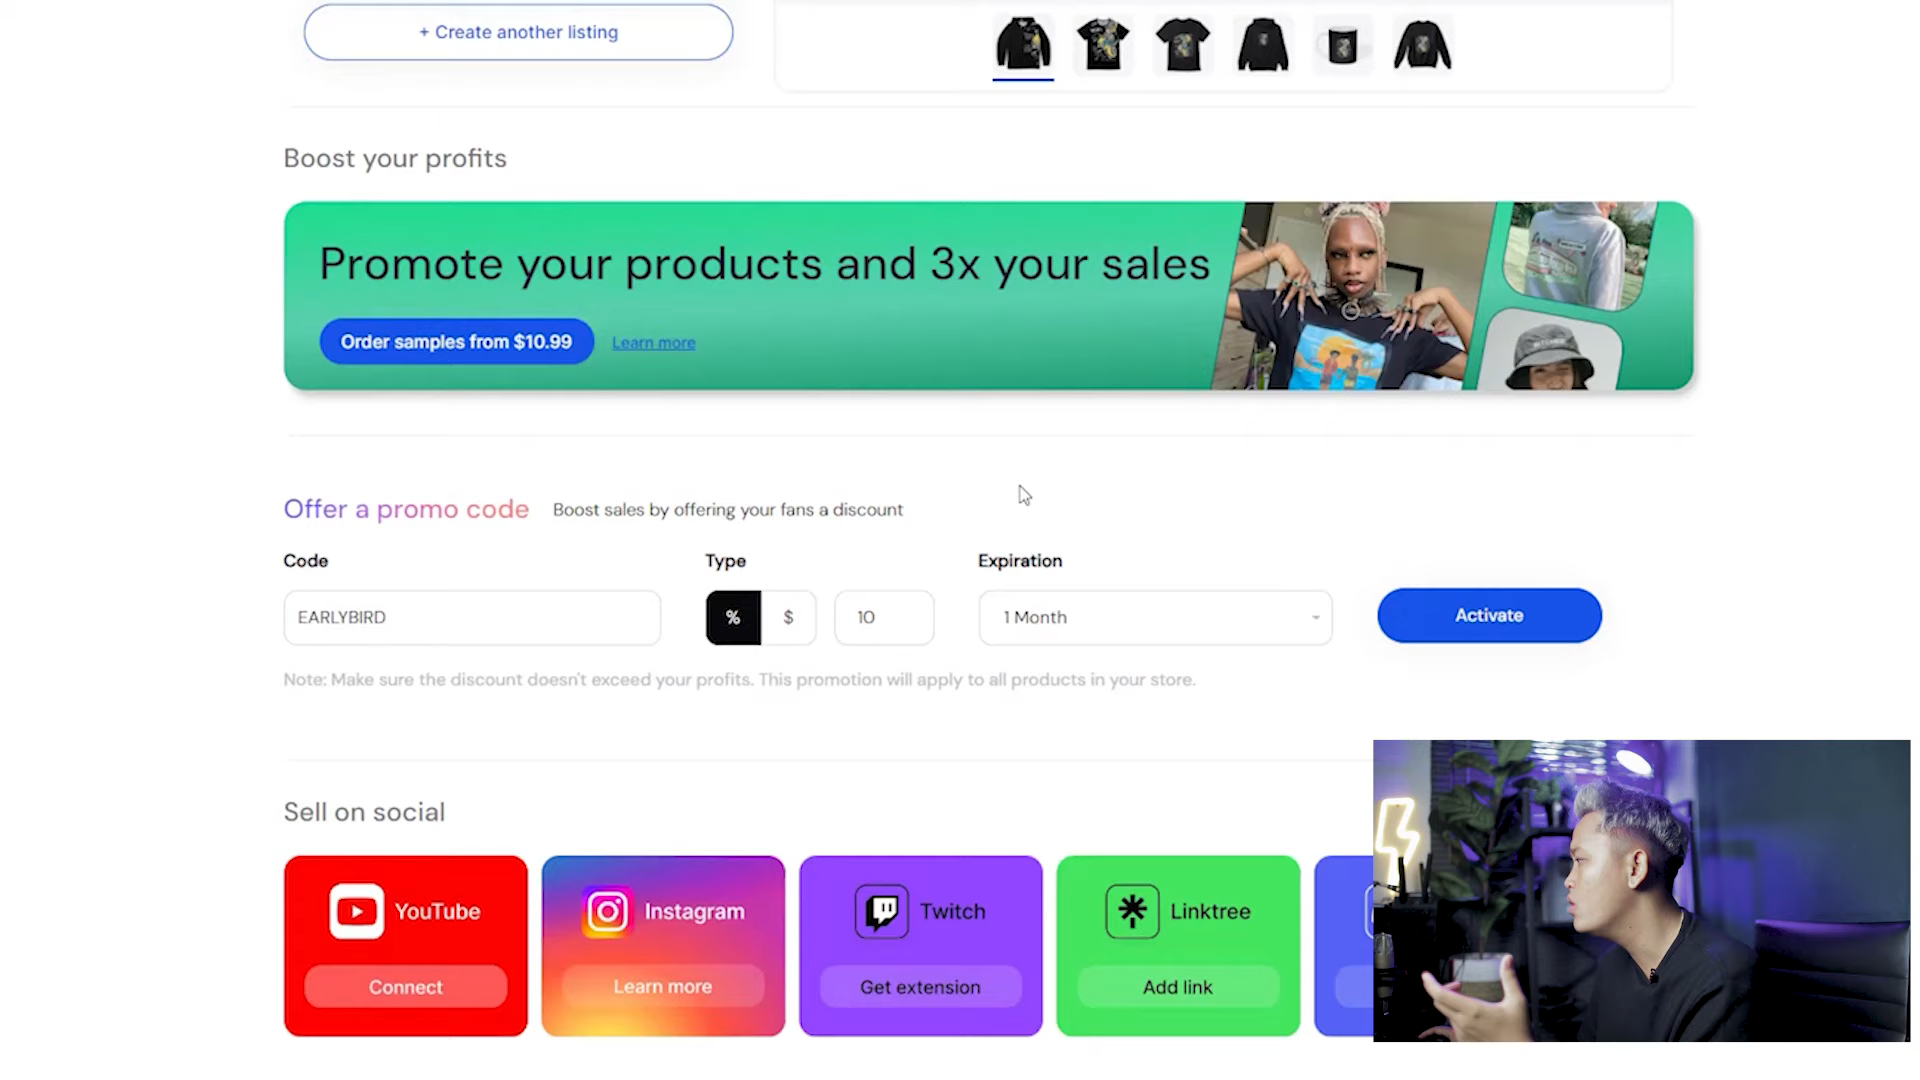 + Create another listing
Boost your profits
Promote your products and 3x your sales
Order samples from $10.99 Learn more
Offer a promo code Boost sales by offering your fans a discount
Code Type Expiration
EARLYBIRD % $ 10 1 Month Activate
Note: Make sure the discount doesn't exceed your profits. This promotion will apply to all products in your store.
Sell on social
YouTube Instagram Twitch Linktree
Connect Learn more Get extension Add link